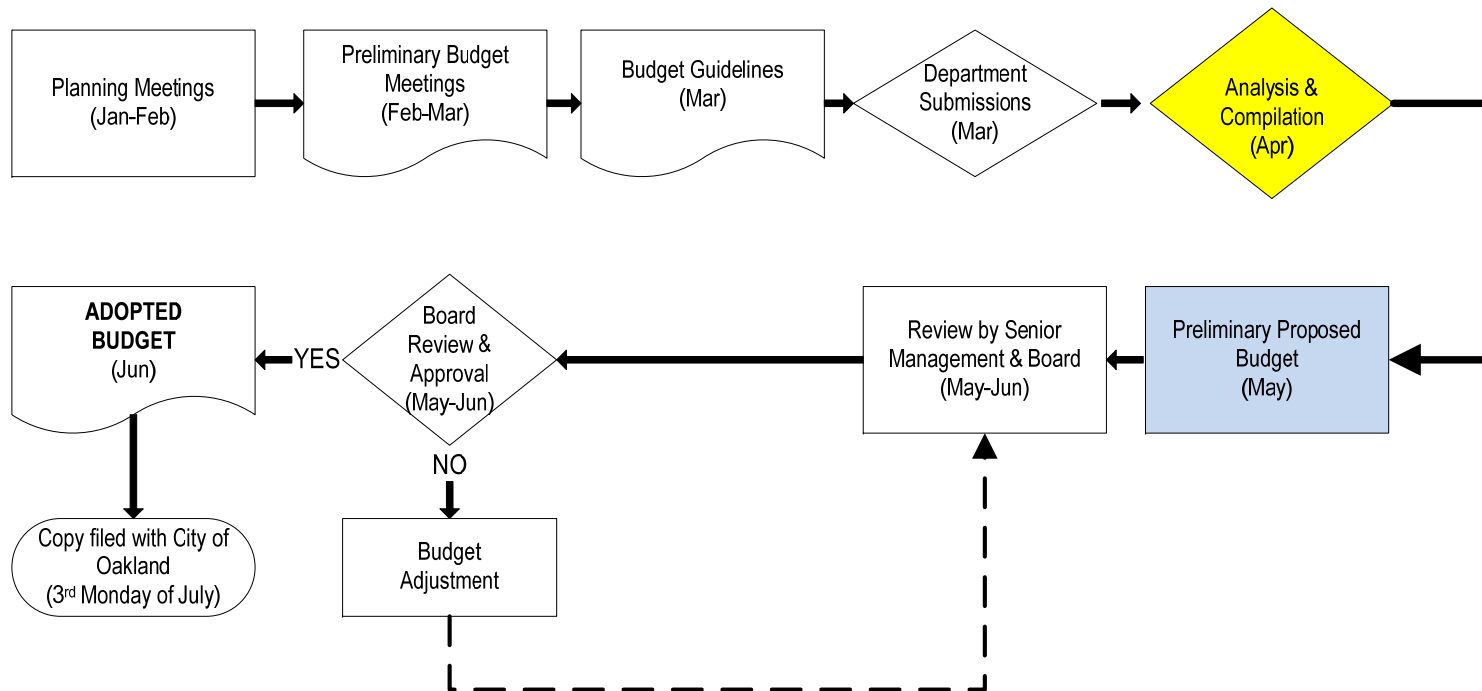 Planning Meetings
(Jan-Feb)
Preliminary Budget
Meetings
(Feb-Mar)
Budget Guidelines
(Mar)
Department
Submissions
(Mar)
Analysis &
Compilation
(Apr)
Preliminary Proposed
Budget
(May)
Review by Senior
Management & Board
(May-Jun)
Board
Review &
Approval
(May-Jun)
YES
ADOPTED
BUDGET
(Jun)
Copy filed with City of
Oakland
(3rd Monday of July)
NO
Budget
Adjustment